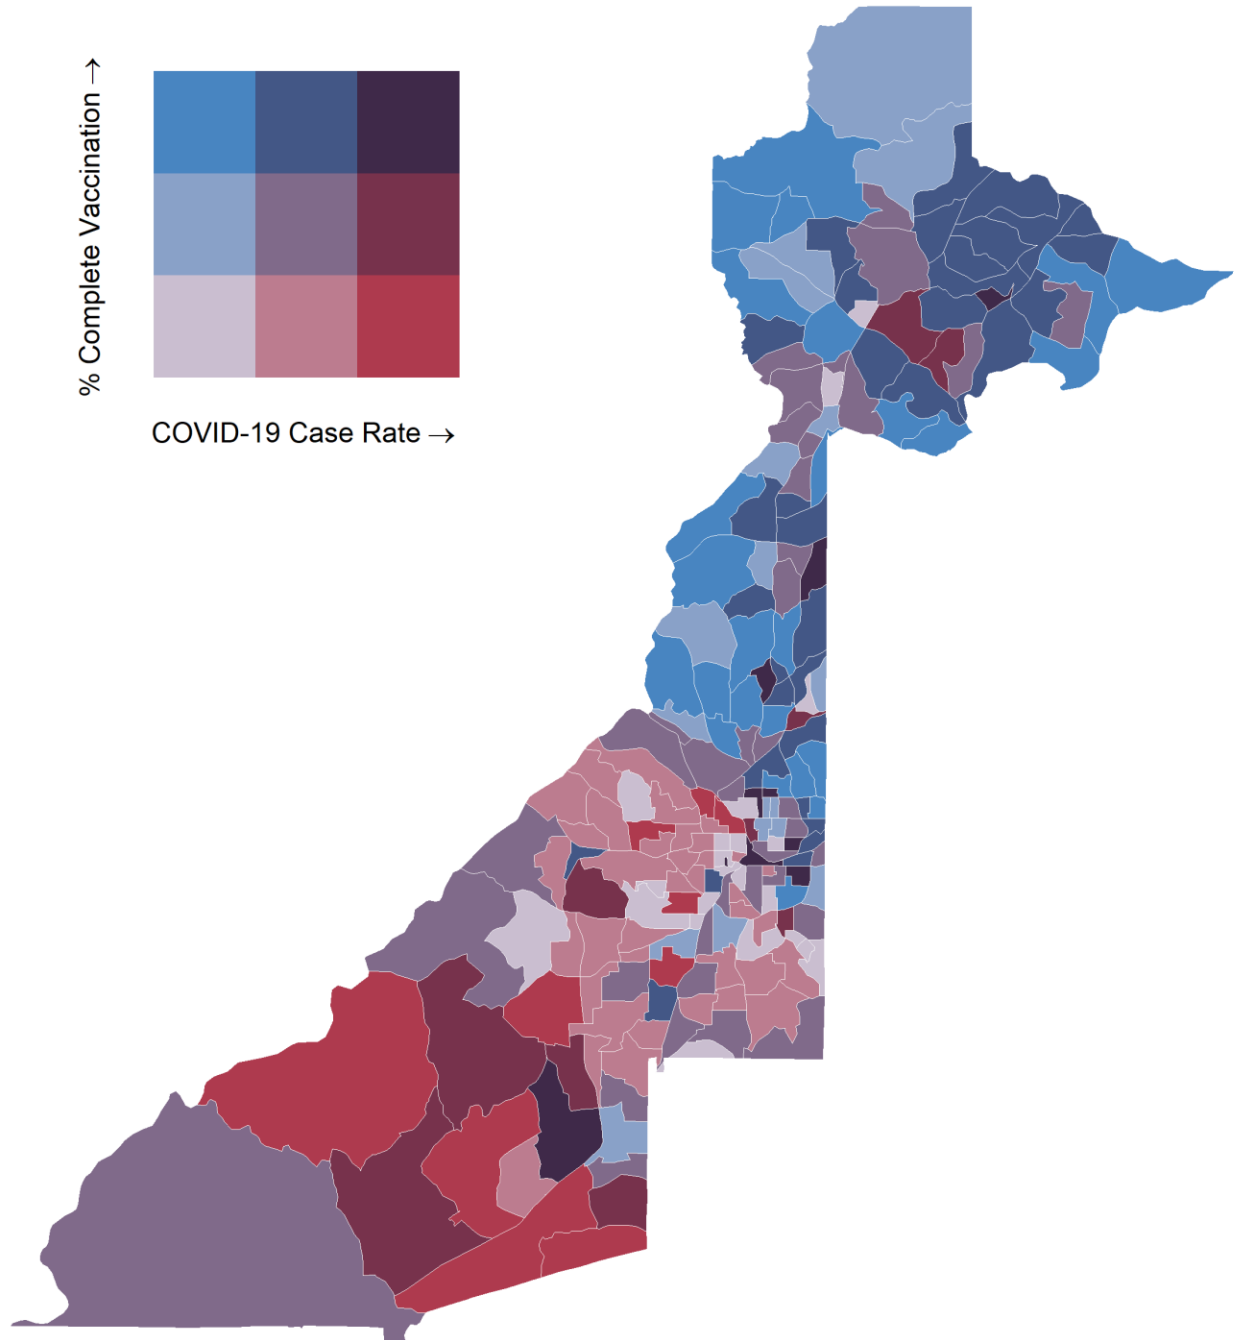 % Complete Vaccination →
COVID-19 Case Rate →